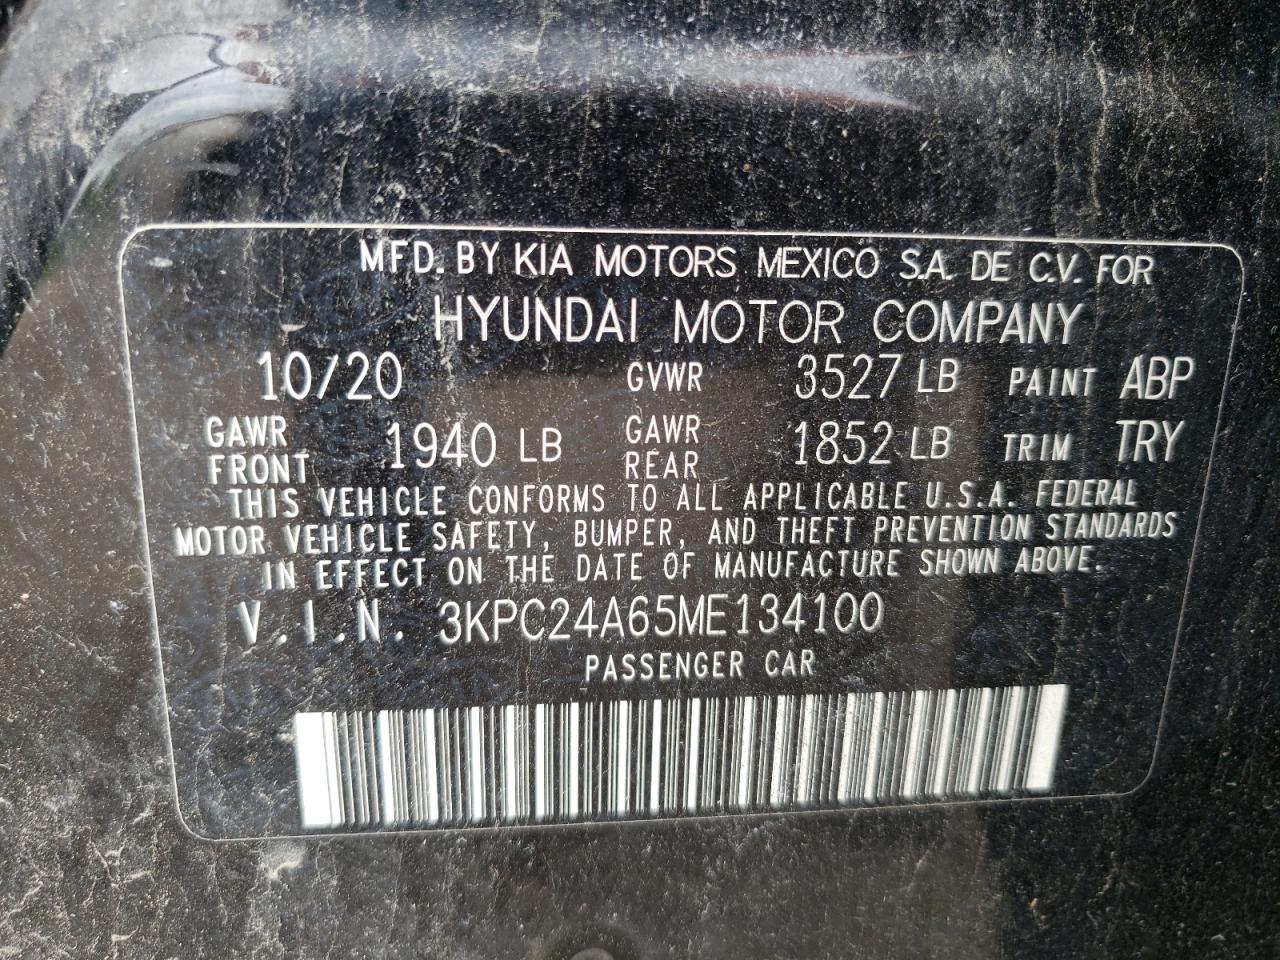 MFD. BY KIA MOTORS MEXICO S.A. DE C.V. FOR
HYUNDAI MOTOR COMPANY
10/20 GVWR 3527 LB PAINT ABP
GAWR FRONT 1940 LB GAWR REAR 1852 LB TRIM TRY
THIS VEHICLE CONFORMS TO ALL APPLICABLE U.S.A. FEDERAL
MOTOR VEHICLE SAFETY, BUMPER, AND THEFT PREVENTION STANDARDS
IN EFFECT ON THE DATE OF MANUFACTURE SHOWN ABOVE.
V.I.N. 3KPC24A65ME134100
PASSENGER CAR